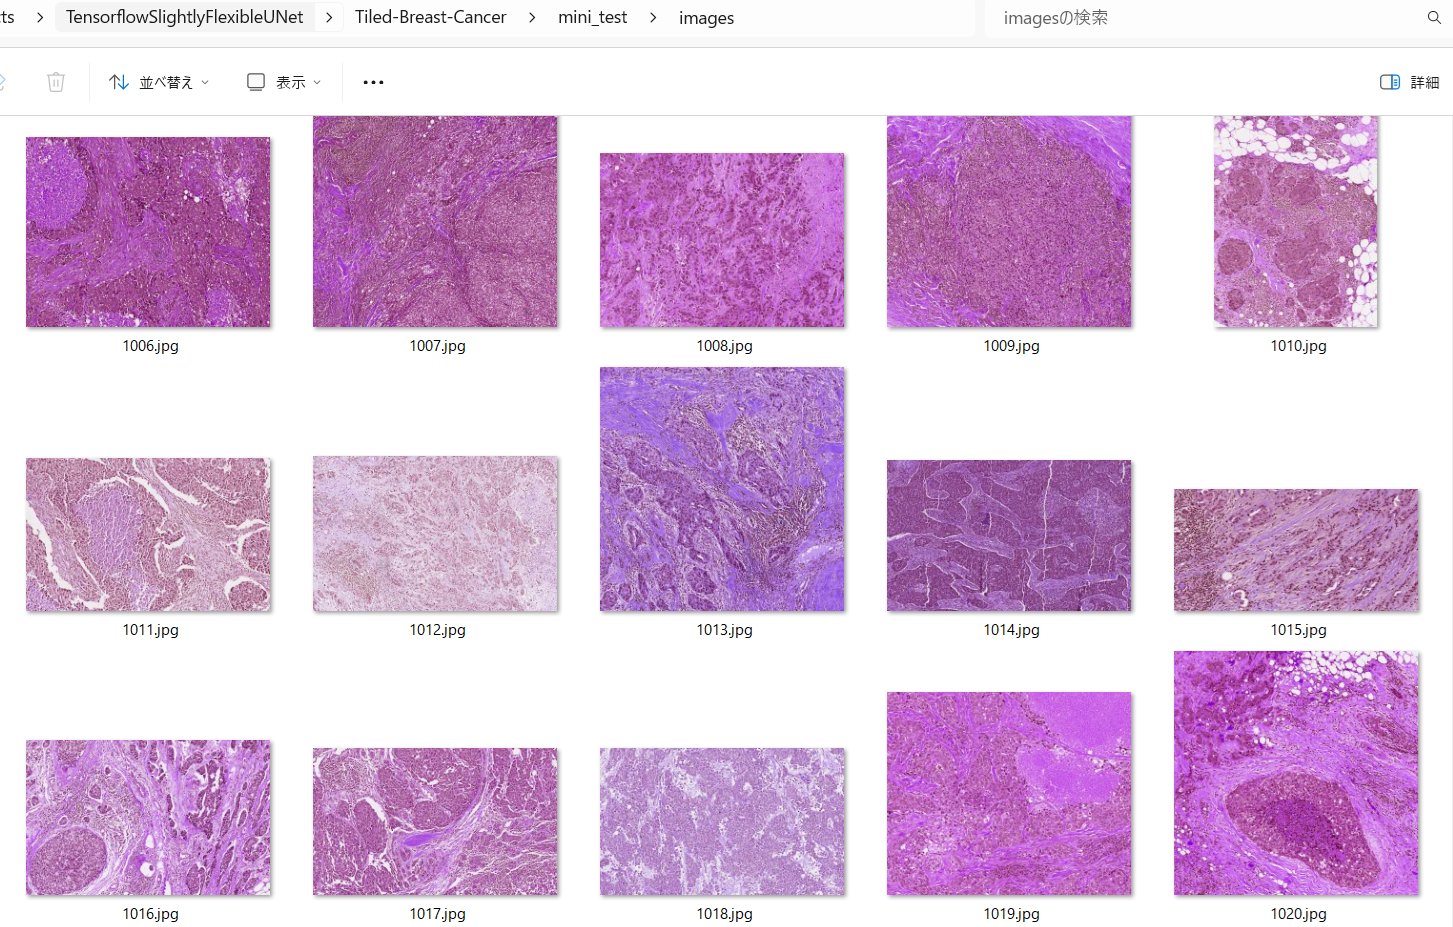 ts > TensorflowSlightlyFlexibleUNet > Tiled-Breast-Cancer > mini_test > images
imagesの検索
並べ替え
表示
詳細
1006.jpg
1007.jpg
1008.jpg
1009.jpg
1010.jpg
1011.jpg
1012.jpg
1013.jpg
1014.jpg
1015.jpg
1016.jpg
1017.jpg
1018.jpg
1019.jpg
1020.jpg